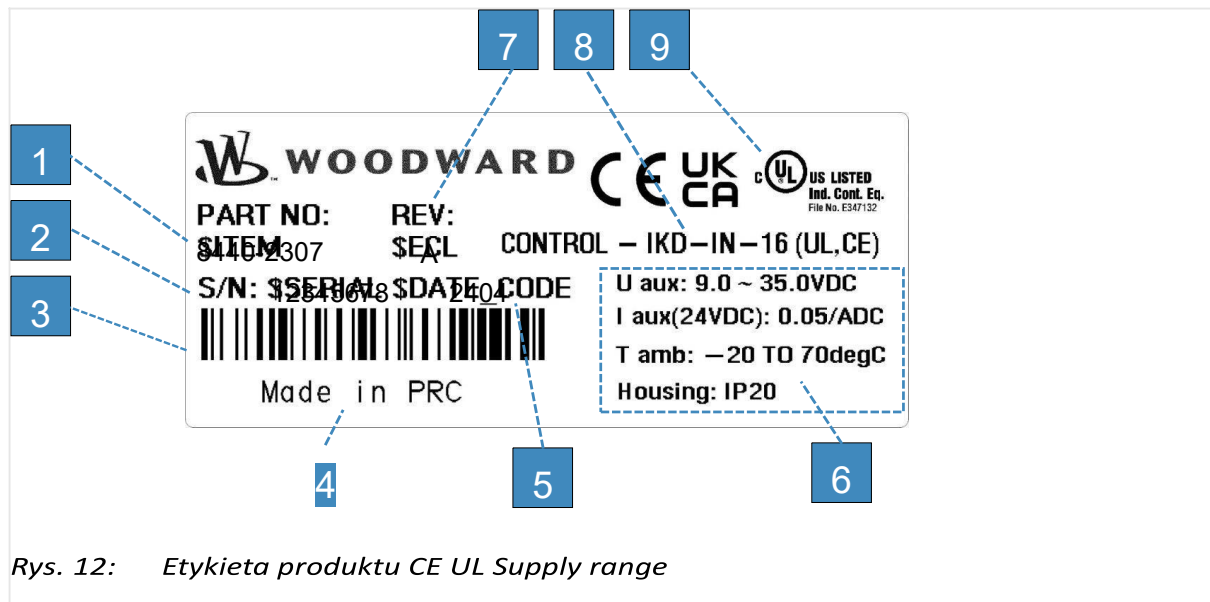 7 8 9
1
2
3
WOODWARD
CE UK CA C UL US LISTED
Ind. Cont. Eq.
File No. E347132
PART NO: REV:
$ITEM 8440-2307 $ECL A CONTROL – IKD–IN–16 (UL,CE)
S/N: $SERIAL 12345678 $DATE_CODE 2404
Made in PRC
U aux: 9.0 ~ 35.0VDC
I aux(24VDC): 0.05/ADC
T amb: –20 TO 70degC
Housing: IP20
4 5 6
Rys. 12: Etykieta produktu CE UL Supply range